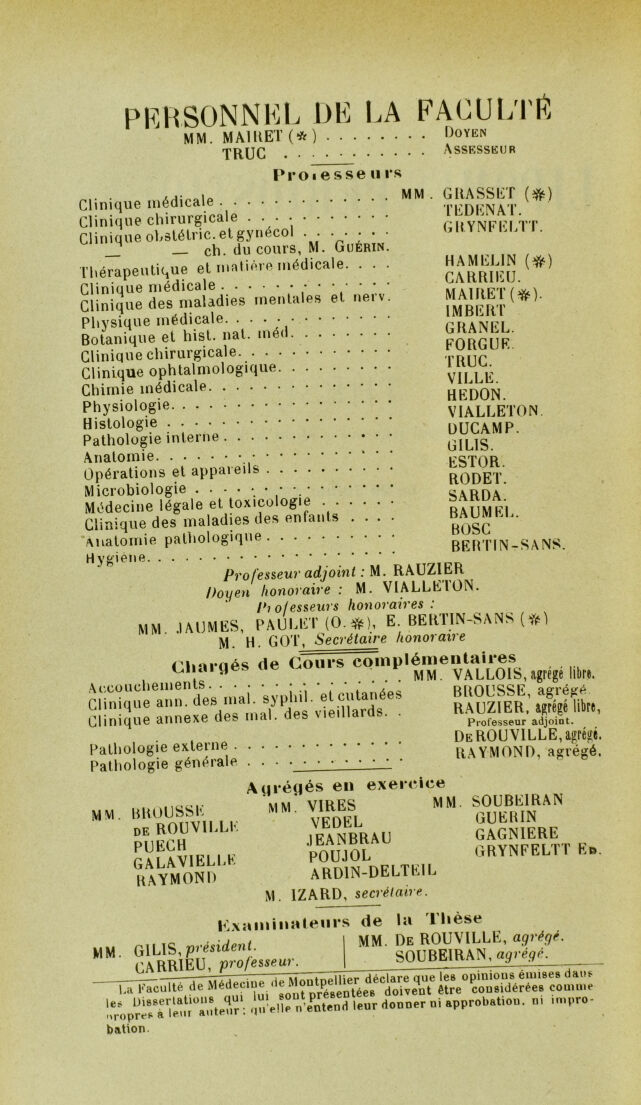 PERSONNEL DE LA FACULTÉ
MM. MAIRET (✻) . . . . . . . . DOYEN
TRUC . . . . . . . . . . ASSESSEUR
Professeurs
Clinique médicale . . . . . . . . . . . . . MM. GRASSET (✻)
Clinique chirurgicale . . . . . . . . . . . TEDENAT.
Clinique obstétric. et gynécol . . . . . . . GRYNFELTT.
— — ch. du cours, M. GUÉRIN.
Thérapeutique et matière médicale. . . . HAMELIN (✻)
Clinique médicale . . . . . . . . . . . . . CARRIEU.
Clinique des maladies mentales et nerv. MAIRET (✻).
Physique médicale. . . . . . . . . . . . . IMBERT
Botanique et hist. nat. méd. . . . . . . . GRANEL.
Clinique chirurgicale. . . . . . . . . . . . FORGUE
Clinique ophtalmologique. . . . . . . . . TRUC.
Chimie médicale. . . . . . . . . . . . . . VILLE.
Physiologie. . . . . . . . . . . . . . . . . HEDON.
Histologie . . . . . . . . . . . . . . . . . VIALLETON.
Pathologie interne . . . . . . . . . . . . . DUCAMP.
Anatomie. . . . . . . . . . . . . . . . . . GILIS.
Opérations et appareils . . . . . . . . . . ESTOR.
Microbiologie . . . . . . . . . . . . . . . RODET.
Médecine légale et toxicologie . . . . . . SARDA.
Clinique des maladies des enfants . . . . BAUMEL.
Anatomie pathologique . . . . . . . . . . BOSC
Hygiène. . . . . . . . . . . . . . . . . . . BERTIN-SANS.
Professeur adjoint : M. RAUZIER
Doyen honoraire : M. VIALLETON.
Professeurs honoraires :
MM. JAUMES, PAULET (O. ✻), E. BERTIN-SANS (✻)
M. H. GOT, Secrétaire honoraire
Chargés de Cours complémentaires
Accouchements. . . . . . . . . . . . . . MM. VALLOIS, agrégé libre.
Clinique ann. des mal. syphil. et cutanées BROUSSE, agrégé
Clinique annexe des mal. des vieillards. . RAUZIER, agrégé libre,
Professeur adjoint.
Pathologie externe . . . . . . . . . . . . DE ROUVILLE, agrégé.
Pathologie générale . . . . . . . . . . . RAYMOND, agrégé.
Agrégés en exercice
MM. BROUSSE MM. VIRES MM. SOUBEIRAN
DE ROUVILLE VEDEL GUERIN
PUECH JEANBRAU GAGNIERE
GALAVIELLE POUJOL GRYNFELTT ED.
RAYMOND ARDIN-DELTEIL
M. IZARD, secrétaire.
Examinateurs de la Thèse
MM. GILIS, président. MM. DE ROUVILLE, agrégé.
CARRIEU, professeur. SOUBEIRAN, agrégé.
La Faculté de Médecine de Montpellier déclare que les opinions émises dans
les Dissertations qui lui sont présentées doivent être considérées comme
propres à leur auteur ; qu'elle n'entend leur donner ni approbation, ni impro-
bation.